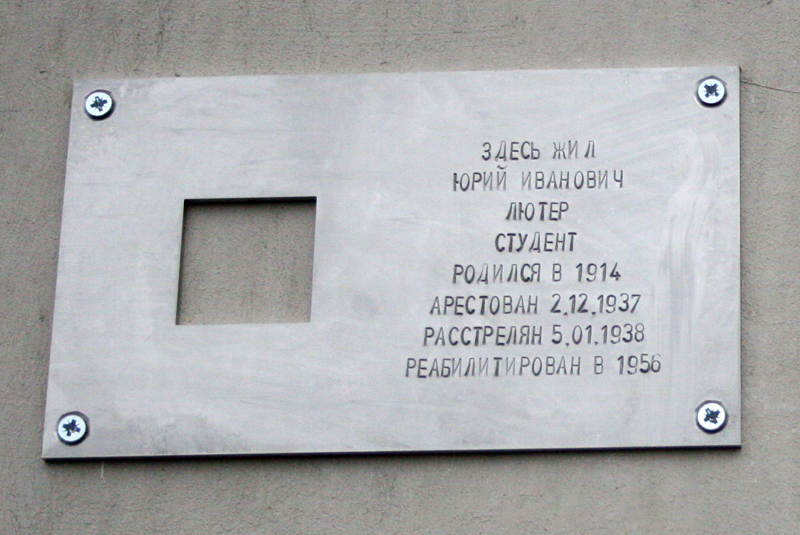 ЗДЕСЬ ЖИЛ
ЮРИЙ ИВАНОВИЧ
ЛЮТЕР
СТУДЕНТ
РОДИЛСЯ В 1914
АРЕСТОВАН 2.12.1937
РАССТРЕЛЯН 5.01.1938
РЕАБИЛИТИРОВАН В 1956